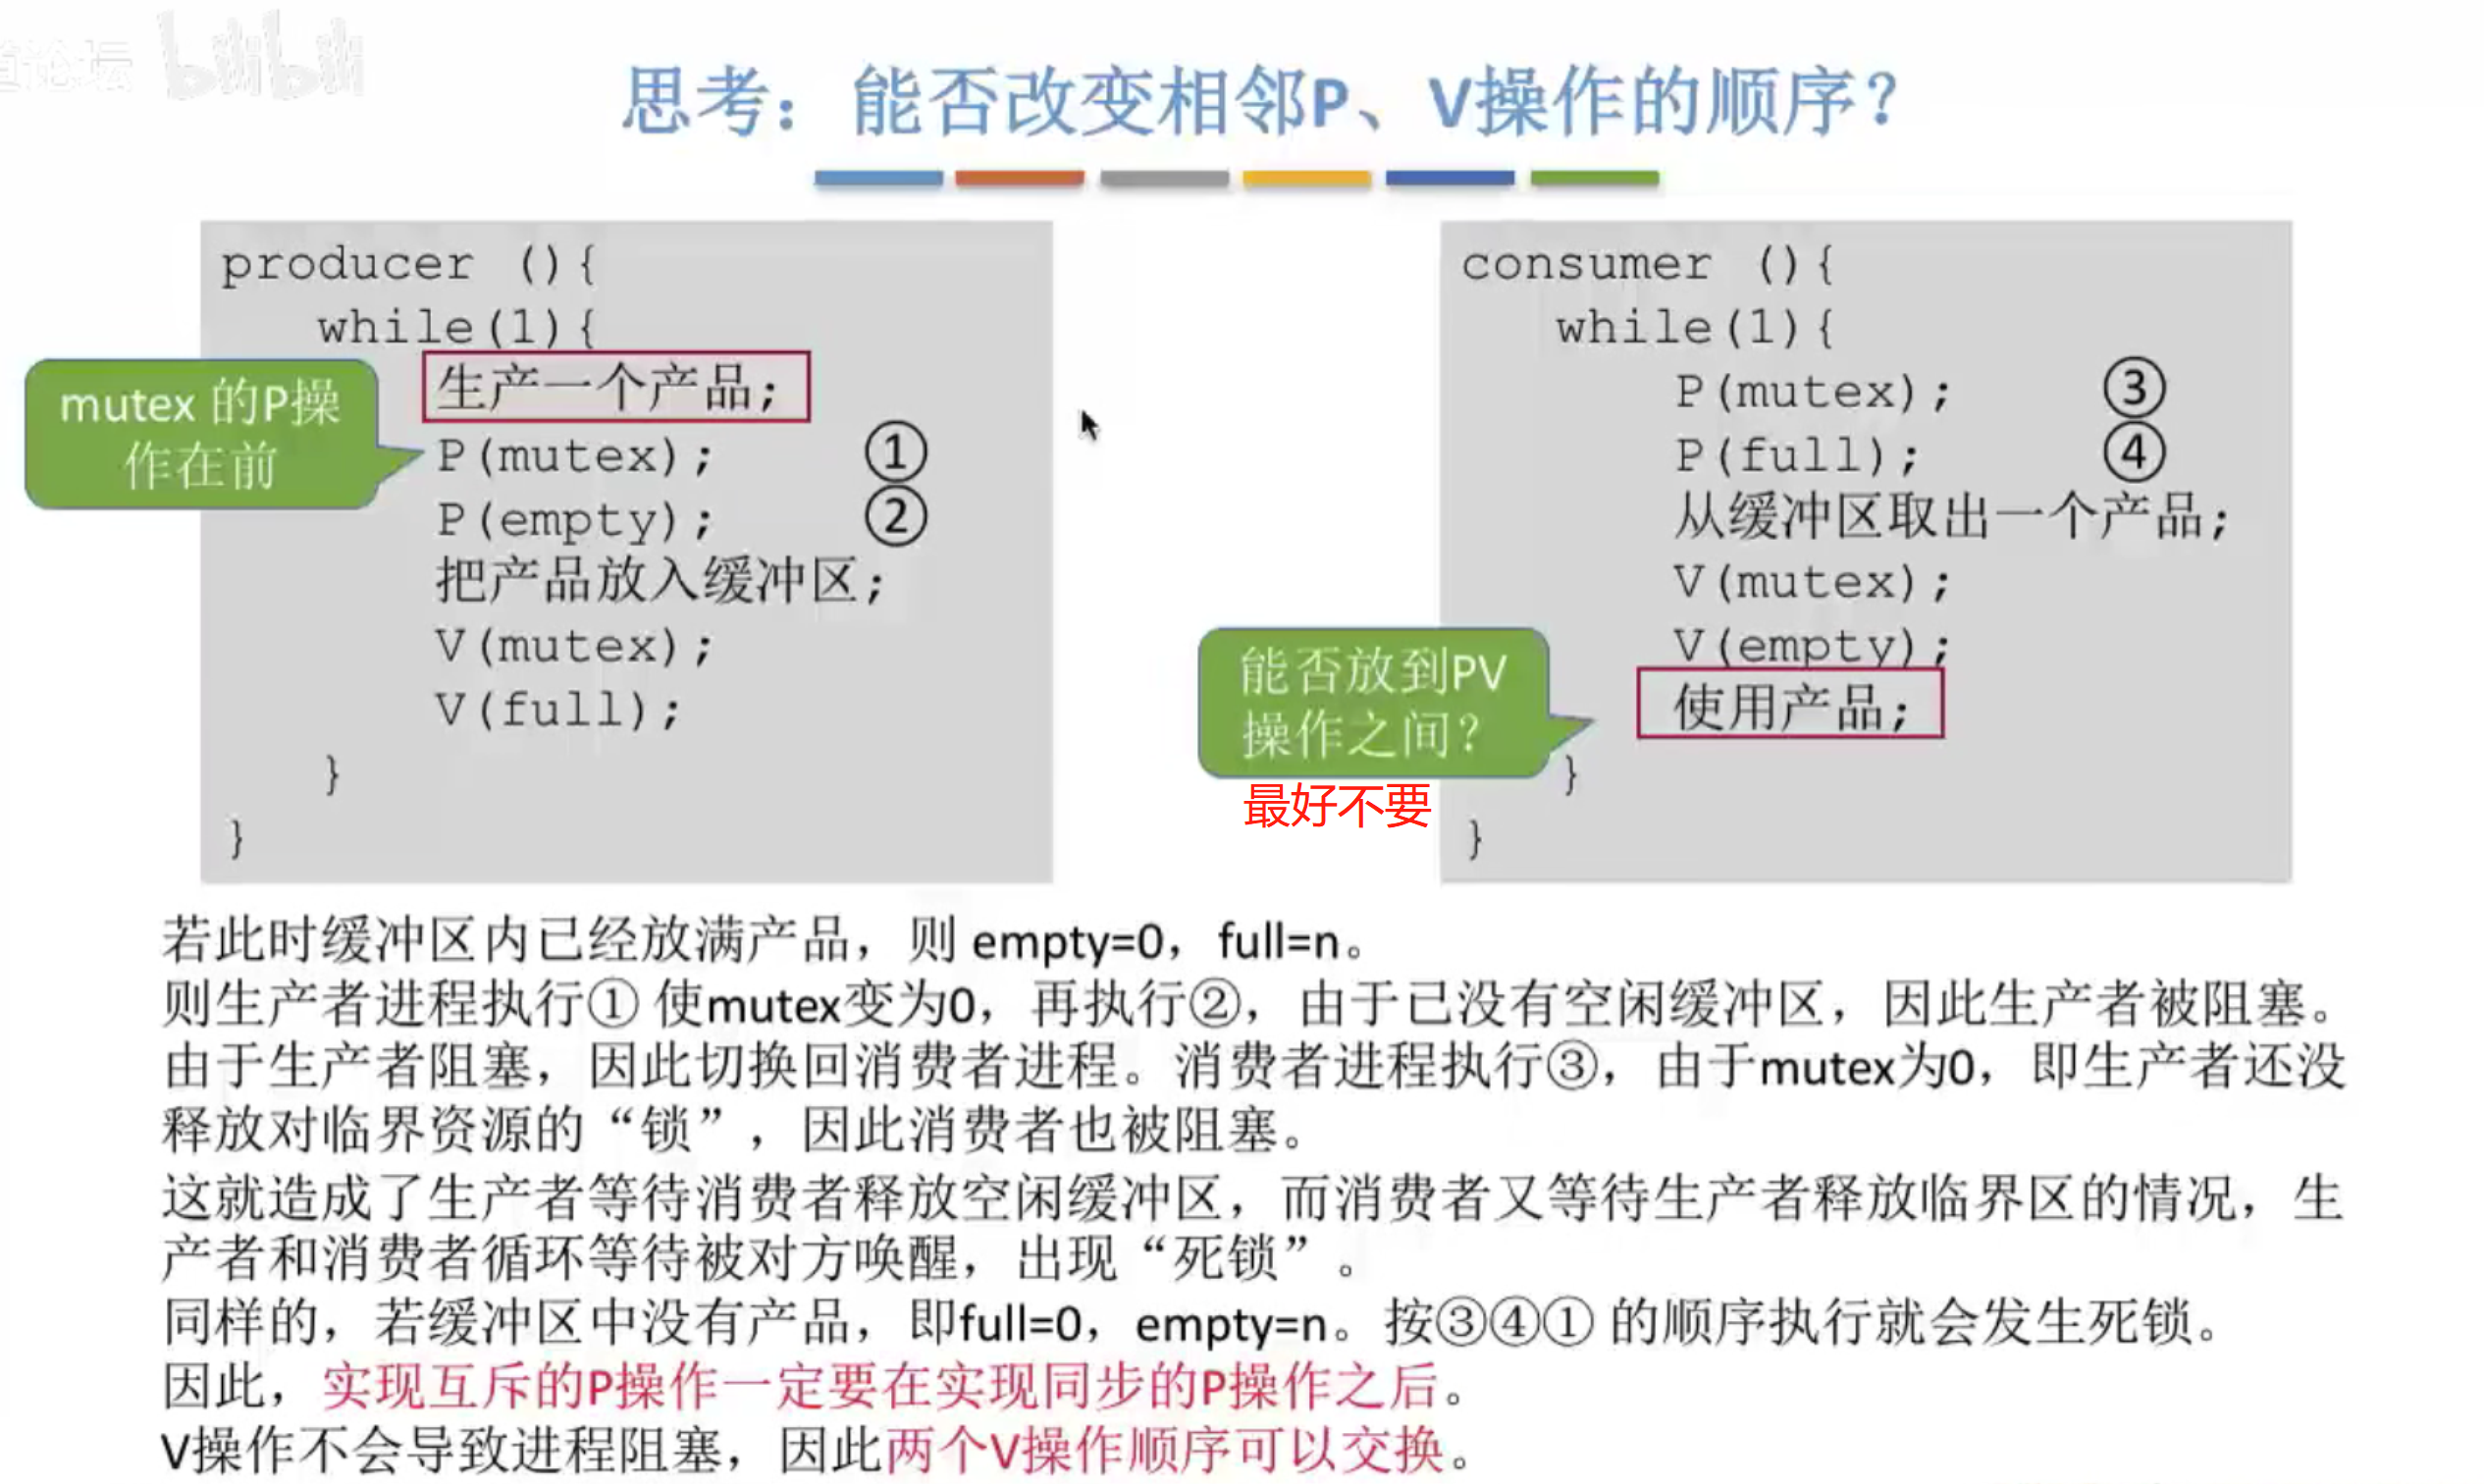 道论坛 bilibili
思考：能否改变相邻P、V操作的顺序？
producer (){
while(1){
生产一个产品；
P(mutex); ①
P(empty); ②
把产品放入缓冲区；
V(mutex);
V(full);
}
}
mutex 的P操
作在前
consumer (){
while(1){
P(mutex); ③
P(full); ④
从缓冲区取出一个产品；
V(mutex);
V(empty);
使用产品；
}
}
能否放到PV
操作之间？
最好不要
若此时缓冲区内已经放满产品，则 empty=0，full=n。
则生产者进程执行① 使mutex变为0，再执行②，由于已没有空闲缓冲区，因此生产者被阻塞。
由于生产者阻塞，因此切换回消费者进程。消费者进程执行③，由于mutex为0，即生产者还没
释放对临界资源的“锁”，因此消费者也被阻塞。
这就造成了生产者等待消费者释放空闲缓冲区，而消费者又等待生产者释放临界区的情况，生
产者和消费者循环等待被对方唤醒，出现“死锁”。
同样的，若缓冲区中没有产品，即full=0，empty=n。按③④① 的顺序执行就会发生死锁。
因此，实现互斥的P操作一定要在实现同步的P操作之后。
V操作不会导致进程阻塞，因此两个V操作顺序可以交换。